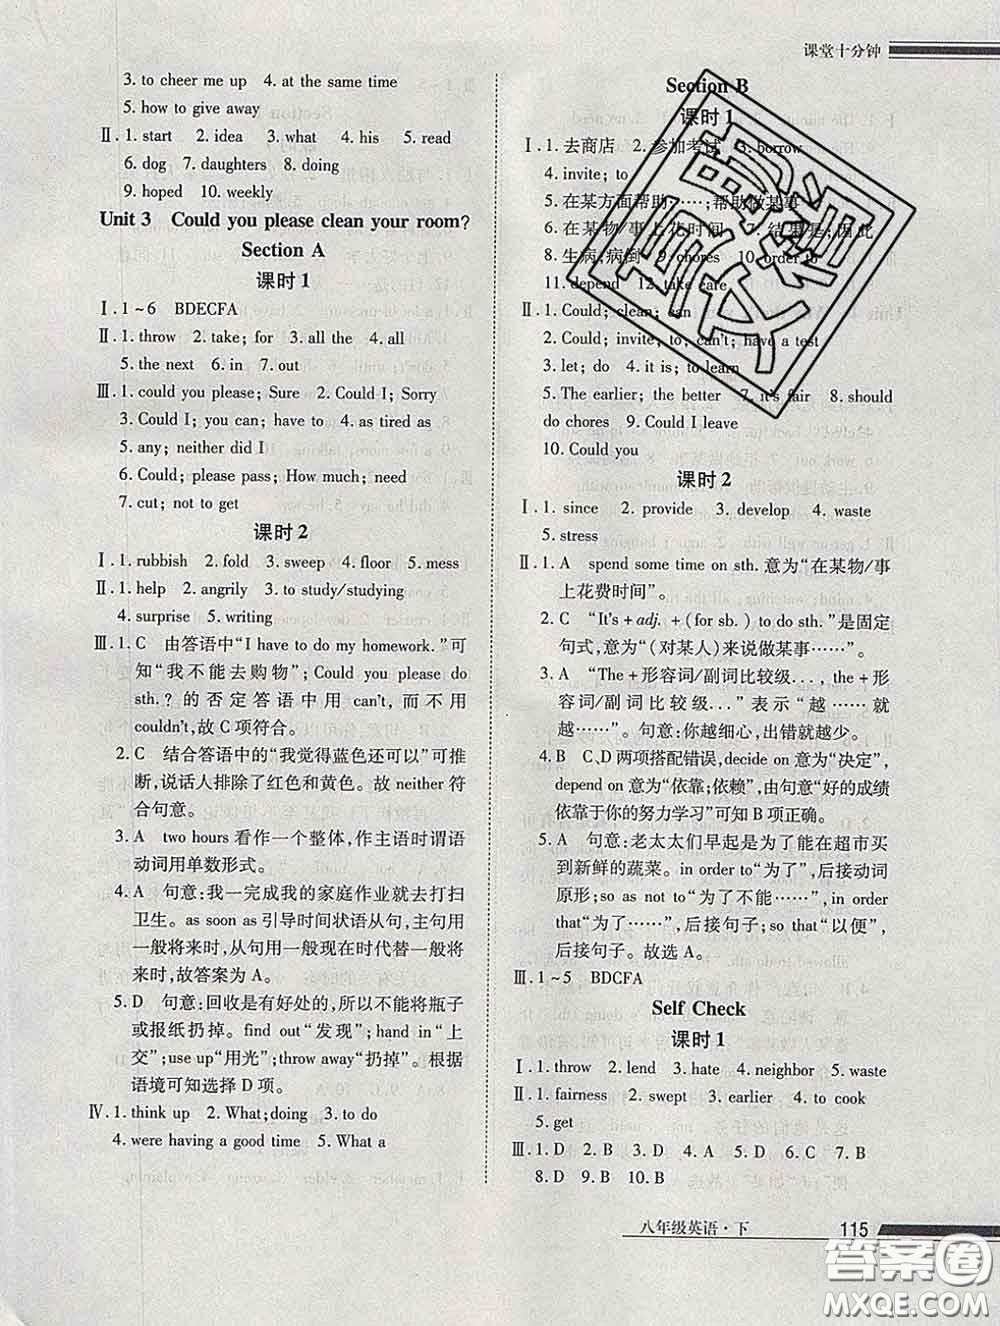 课堂十分钟
3. to cheer me up 4. at the same time
5. how to give away
Ⅱ. 1. start 2. idea 3. what 4. his 5. read
6. dog 7. daughters 8. doing
9. hoped 10. weekly
Unit 3 Could you please clean your room?
Section A
课时 1
Ⅰ. 1~6 BDECFA
Ⅱ. 1. throw 2. take; for 3. all the 4. all
5. the next 6. in 7. out
Ⅲ. 1. could you please; Sure 2. Could I; Sorry
3. Could I; you can; have to 4. as tired as
5. any; neither did I
6. Could; please pass; How much; need
7. cut; not to get
课时 2
Ⅰ. 1. rubbish 2. fold 3. sweep 4. floor 5. mess
Ⅱ. 1. help 2. angrily 3. to study/studying
4. surprise 5. writing
Ⅲ. 1. C 由答语中“I have to do my homework.”可
知“我不能去购物”; Could you please do
sth.? 的否定答语中用 can't, 而不用
couldn't, 故 C 项符合。
2. C 结合答语中的“我觉得蓝色还可以”可推
断, 说话人排除了红色和黄色。故 neither 符
合句意。
3. A two hours 看作一个整体, 作主语时谓语
动词用单数形式。
4. A 句意: 我一完成我的家庭作业就去打扫
卫生。as soon as 引导时间状语从句, 主句用
一般将来时, 从句用一般现在时代替一般将
来时, 故答案为 A。
5. D 句意: 回收是有好处的, 所以不能将瓶子
或报纸扔掉。find out“发现”; hand in“上
交”; use up“用光”; throw away“扔掉”。根据
语境可知选择 D 项。
Ⅳ. 1. think up 2. What; doing 3. to do
4. were having a good time 5. What a
Section B
课时 1
Ⅰ. 1. 去商店 2. 参加考试 3. borrow
4. invite; to
5. 在某方面帮助……; 帮助做某事
6. 在某物/事上花时间 7. 结果是; 因此
8. 生病; 病倒 9. chores 10. order to
11. depend 12. take care
Ⅱ. 1. Could; clean; can
2. Could; invite; to; can't; have a test
3. let; do 4. it is; to learn
5. The earlier; the better 7. it's fair 8. should
do chores 9. Could I leave
10. Could you
课时 2
Ⅰ. 1. since 2. provide 3. develop 4. waste
5. stress
Ⅱ. 1. A spend some time on sth. 意为“在某物/事
上花费时间”。
2. C “It's + adj. + (for sb.) to do sth.”是固定
句式, 意为“(对某人)来说做某事……”。
3. A “The + 形容词/副词比较级…, the + 形
容词/副词比较级…”表示“越……就
越……”。句意: 你越细心, 出错就越少。
4. B C、D 两项搭配错误, decide on 意为“决定”,
depend on 意为“依靠; 依赖”, 由句意“好的成绩
依靠于你的努力学习”可知 B 项正确。
5. A 句意: 老太太们早起是为了能在超市买
到新鲜的蔬菜。in order to“为了”, 后接动词
原形; so as not to“为了不能……”, in order
that“为了……”, 后接句子; so that“以便”,
后接句子。故选 A。
Ⅲ. 1~5 BDCFA
Self Check
课时 1
Ⅰ. 1. throw 2. lend 3. hate 4. neighbor 5. waste
Ⅱ. 1. fairness 2. swept 3. earlier 4. to cook
5. get
Ⅲ. 1. D 2. B 3. D 4. A 5. D 6. C 7. B
8. D 9. B 10. B
八年级英语·下 115
答案圈
MXQE.COM